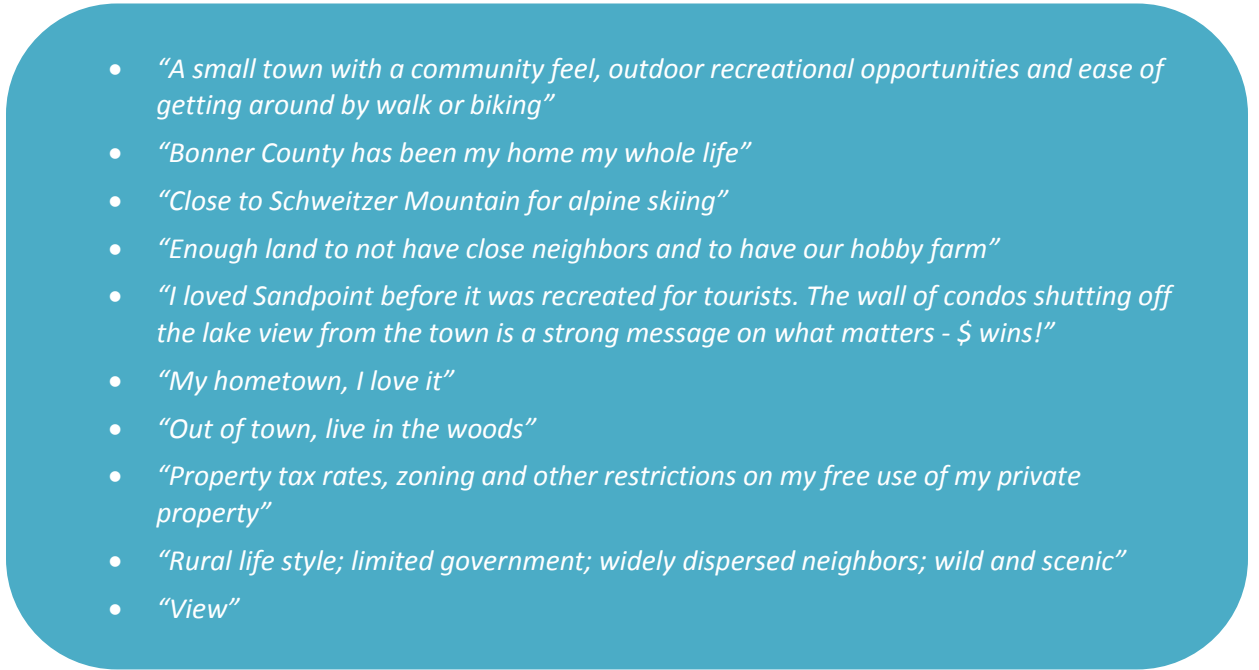 • “A small town with a community feel, outdoor recreational opportunities and ease of
getting around by walk or biking”
• “Bonner County has been my home my whole life”
• “Close to Schweitzer Mountain for alpine skiing”
• “Enough land to not have close neighbors and to have our hobby farm”
• “I loved Sandpoint before it was recreated for tourists. The wall of condos shutting off
the lake view from the town is a strong message on what matters - $ wins!”
• “My hometown, I love it”
• “Out of town, live in the woods”
• “Property tax rates, zoning and other restrictions on my free use of my private
property”
• “Rural life style; limited government; widely dispersed neighbors; wild and scenic”
• “View”